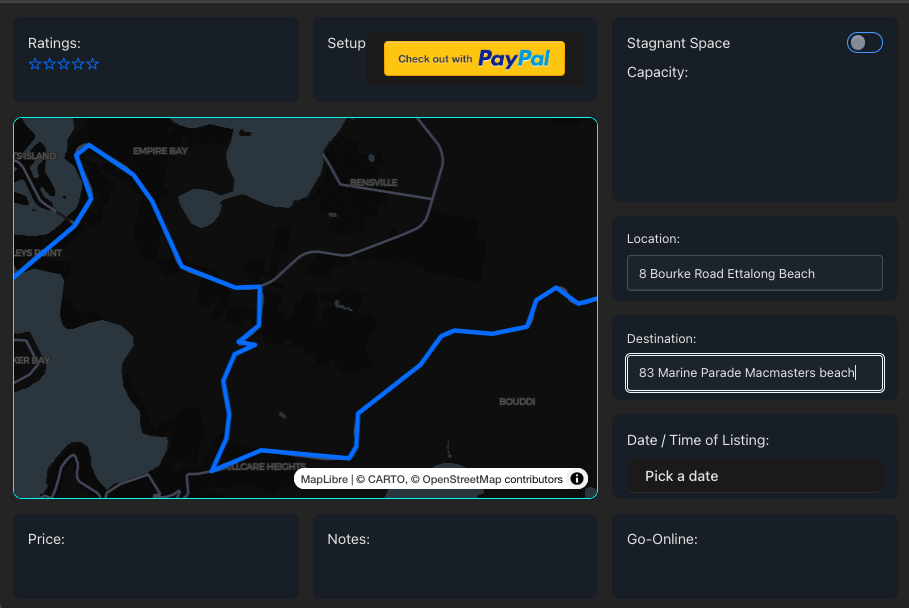 Ratings:
Setup
Check out with PayPal
Stagnant Space
Capacity:
EMPIRE BAY
BENSVILLE
TS ISLAND
LEYS POINT
KER BAY
BOUDDI
KILLCARE HEIGHTS
MapLibre | © CARTO, © OpenStreetMap contributors
Location:
8 Bourke Road Ettalong Beach
Destination:
83 Marine Parade Macmasters beach
Date / Time of Listing:
Pick a date
Price:
Notes:
Go-Online: